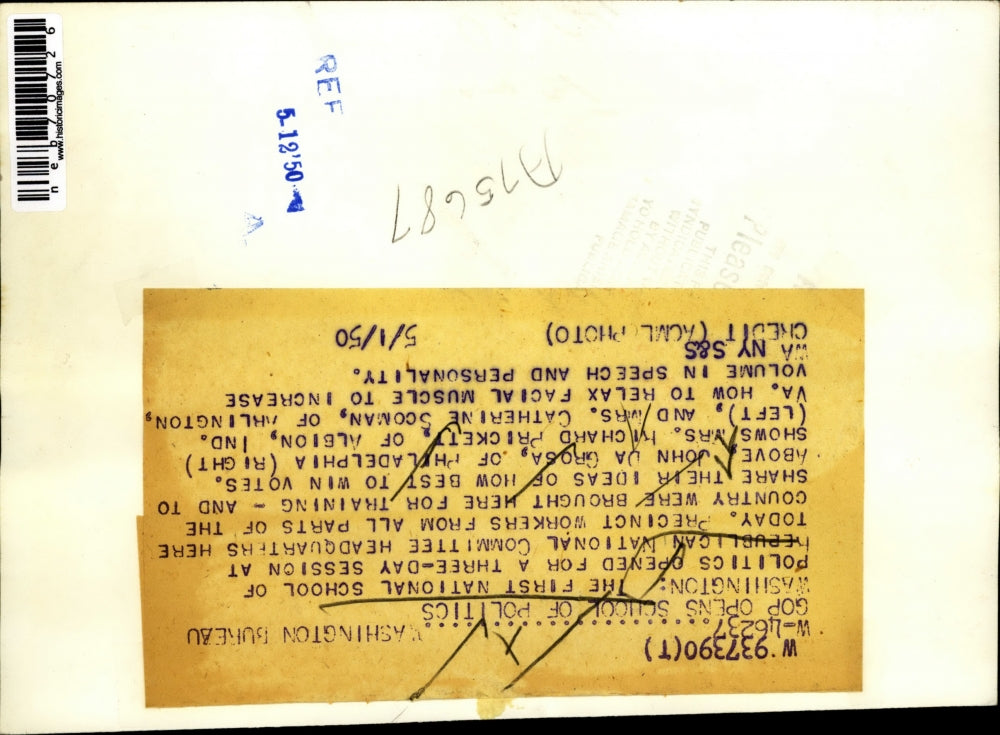 W 937390(T)
W-46237....................WASHINGTON BUREAU
GOP OPENS SCHOOL OF POLITICS
WASHINGTON: THE FIRST NATIONAL SCHOOL OF
POLITICS OPENED FOR A THREE-DAY SESSION AT
REPUBLICAN NATIONAL COMMITTEE HEADQUARTERS HERE
TODAY. PRECINCT WORKERS FROM ALL PARTS OF THE
COUNTRY WERE BROUGHT HERE FOR TRAINING - AND TO
SHARE THEIR IDEAS OF HOW BEST TO WIN VOTES.
ABOVE, JOHN DA GROSA, OF PHILADELPHIA (RIGHT)
SHOWS MRS. RICHARD PRICKETT, OF ALBION, IND.
(LEFT), AND MRS. CATHERINE SCOMAN, OF ARLINGTON,
VA. HOW TO RELAX FACIAL MUSCLE TO INCREASE
VOLUME IN SPEECH AND PERSONALITY.
WA NY S&S
CREDIT (ACME PHOTO) 5/1/50
REF
5-12'50
A
neb70726
www.historicimages.com
Please